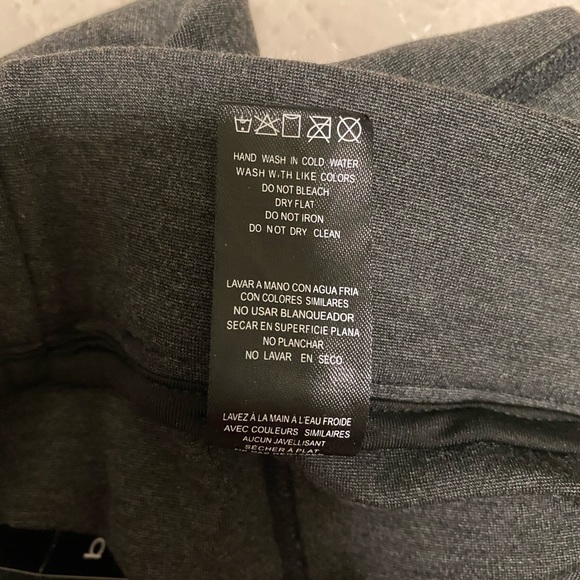 HAND WASH IN COLD WATER
WASH WITH LIKE COLORS
DO NOT BLEACH
DRY FLAT
DO NOT IRON
DO NOT DRY CLEAN
LAVAR A MANO CON AGUA FRIA
CON COLORES SIMILARES
NO USAR BLANQUEADOR
SECAR EN SUPERFICIE PLANA
NO PLANCHAR
NO LAVAR EN SECO
LAVEZ À LA MAIN À L'EAU FROIDE
AVEC COULEURS SIMILAIRES
AUCUN JAVELLISANT
SÉCHER À PLAT